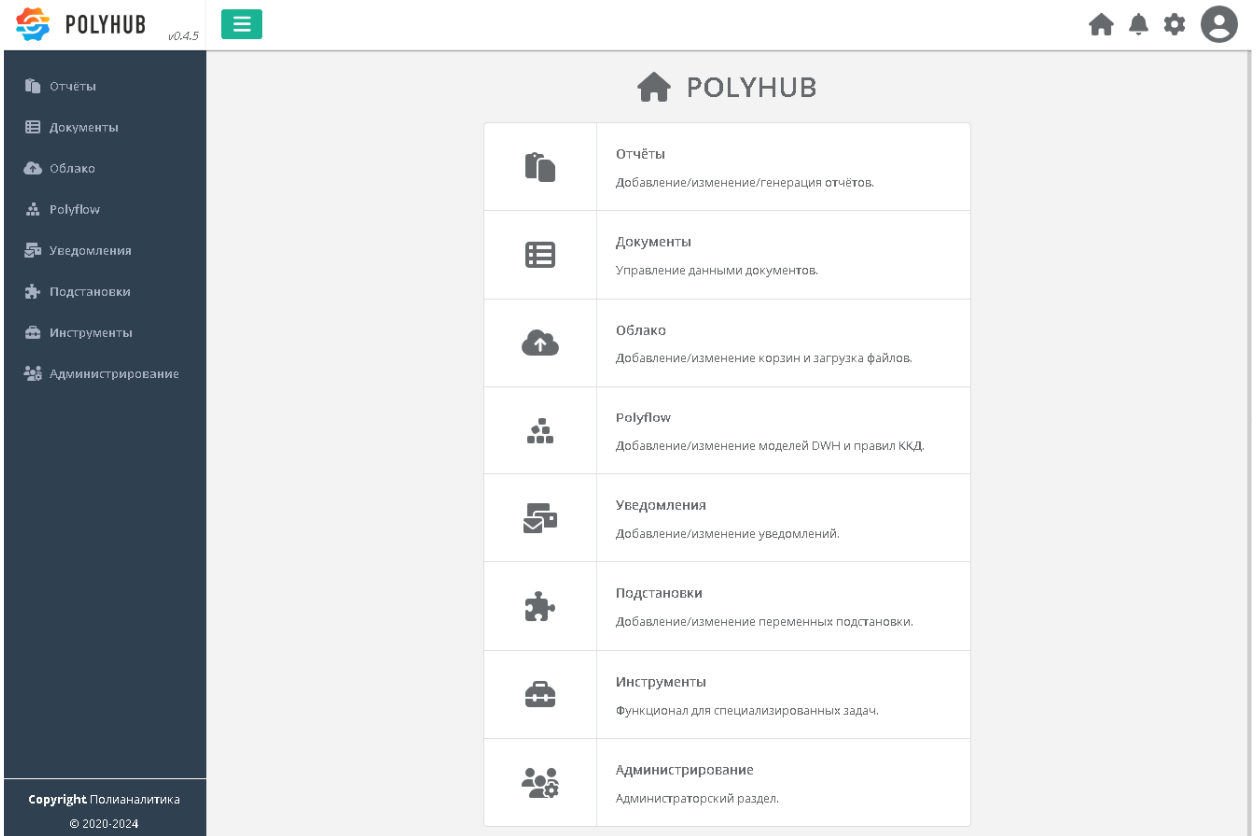 POLYHUB
v0.4.5
Отчёты
Документы
Облако
Polyflow
Уведомления
Подстановки
Инструменты
Администрирование
Copyright Полианалитика
© 2020-2024
POLYHUB
Отчёты
Добавление/изменение/генерация отчётов.
Документы
Управление данными документов.
Облако
Добавление/изменение корзин и загрузка файлов.
Polyflow
Добавление/изменение моделей DWH и правил ККД.
Уведомления
Добавление/изменение уведомлений.
Подстановки
Добавление/изменение переменных подстановки.
Инструменты
Функционал для специализированных задач.
Администрирование
Администраторский раздел.